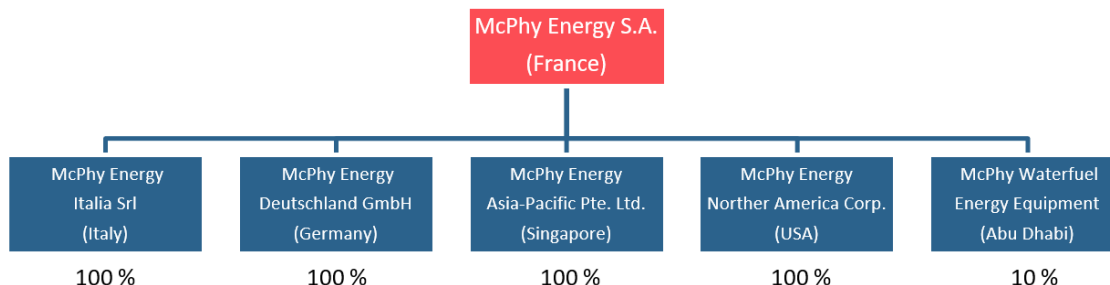 McPhy Energy S.A.
(France)
McPhy Energy
Italia Srl
(Italy)
100 %
McPhy Energy
Deutschland GmbH
(Germany)
100 %
McPhy Energy
Asia-Pacific Pte. Ltd.
(Singapore)
100 %
McPhy Energy
Norther America Corp.
(USA)
100 %
McPhy Waterfuel
Energy Equipment
(Abu Dhabi)
10 %